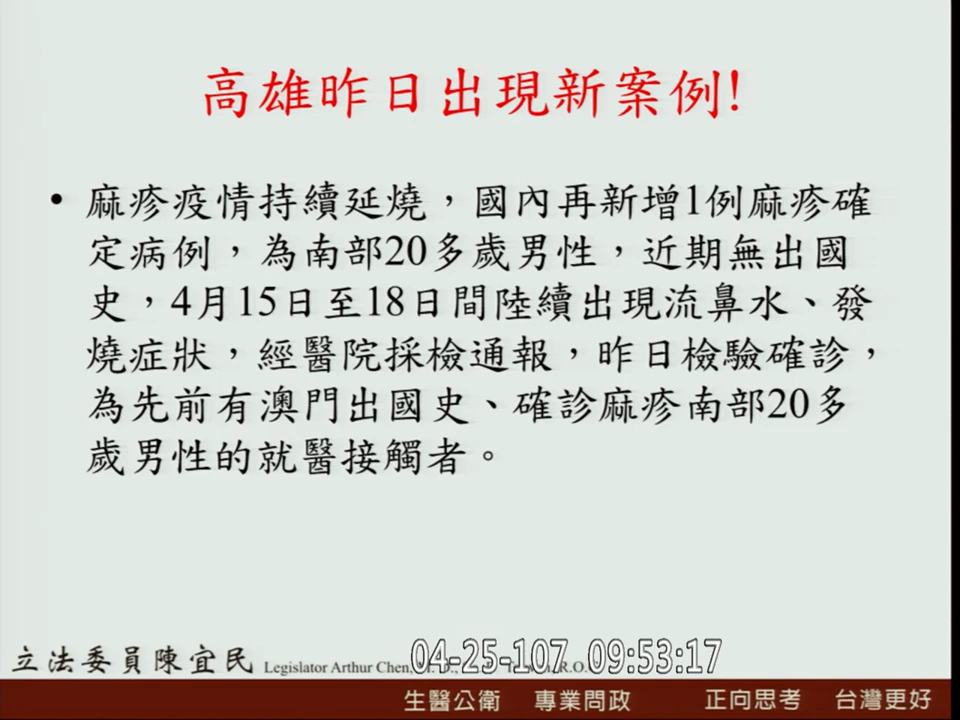 高雄昨日出現新案例!
• 麻疹疫情持續延燒，國內再新增1例麻疹確
定病例，為南部20多歲男性，近期無出國
史，4月15日至18日間陸續出現流鼻水、發
燒症狀，經醫院採檢通報，昨日檢驗確診，
為先前有澳門出國史、確診麻疹南部20多
歲男性的就醫接觸者。
立法委員陳宜民 Legislator Arthur Chen, R.O.
04-25-107 09:53:17
生醫公衛 專業問政 正向思考 台灣更好